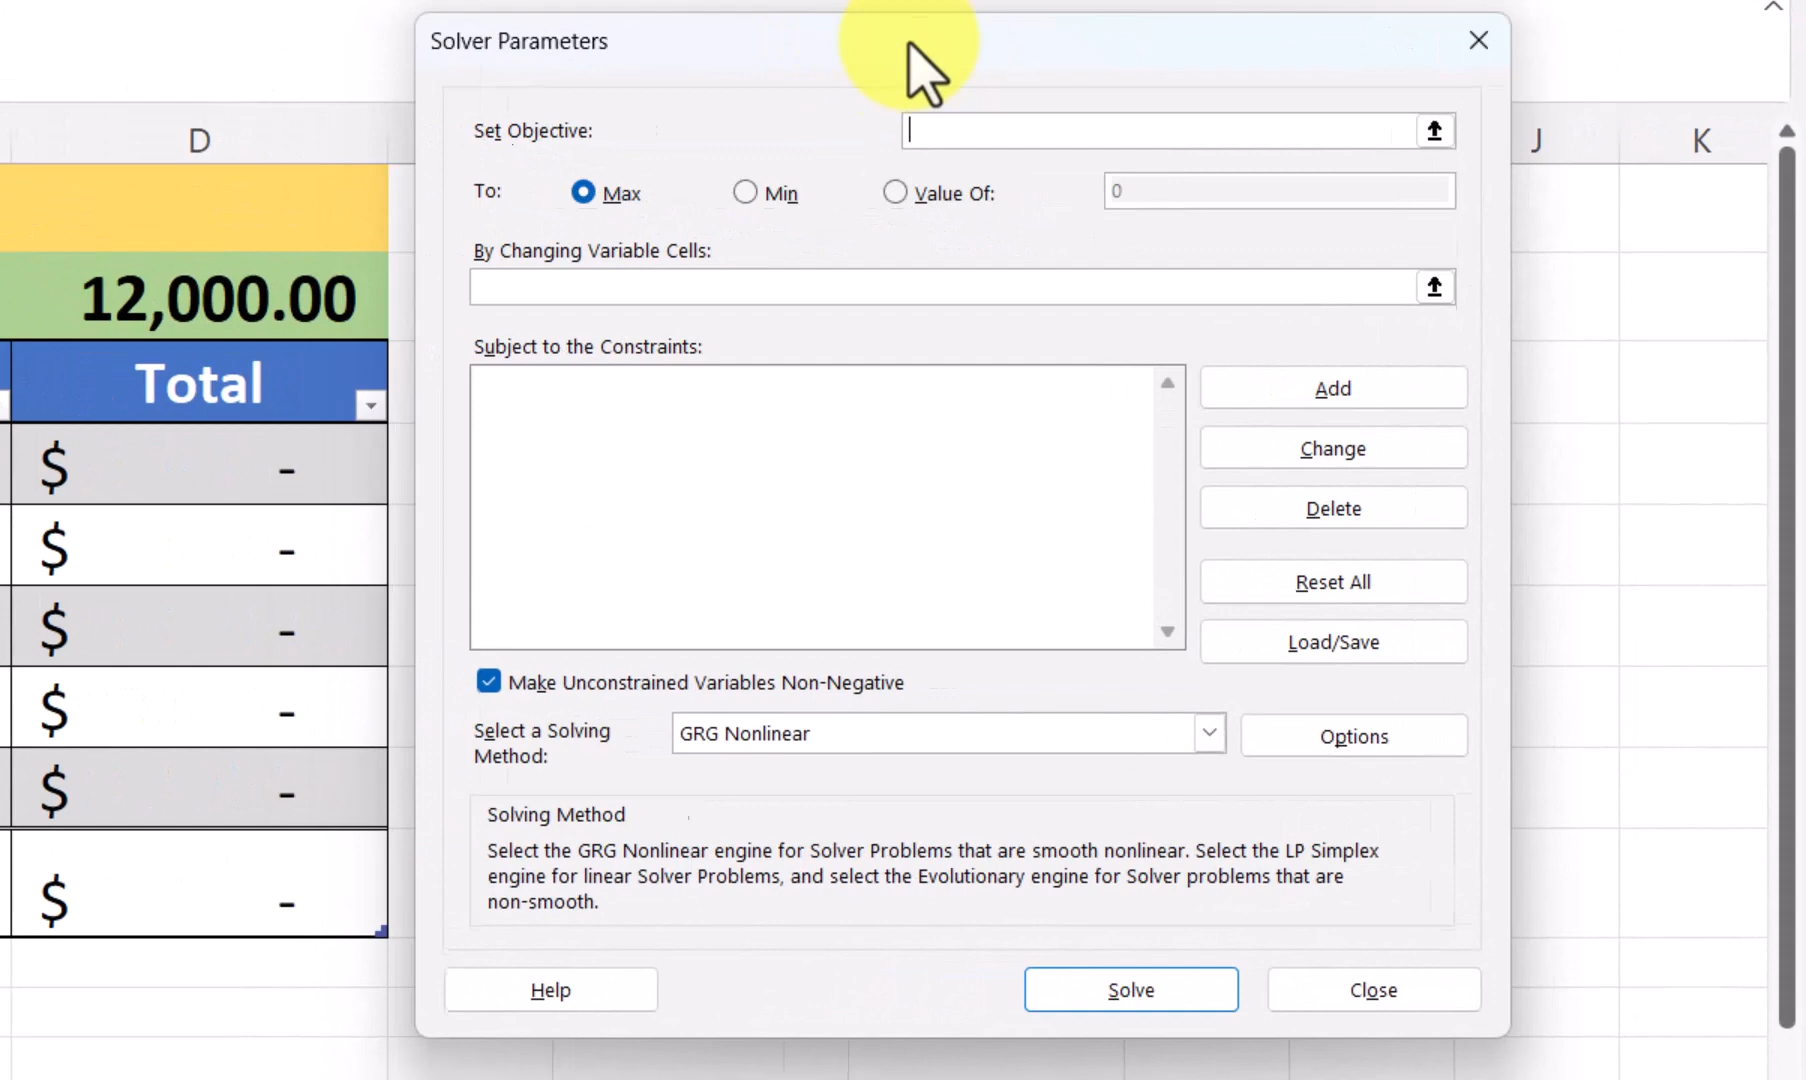 Solver Parameters
D
J
K
Set Objective:
To:
Max
Min
Value Of:
0
By Changing Variable Cells:
12,000.00
Subject to the Constraints:
Total
Add
Change
$ -
Delete
$ -
Reset All
$ -
Load/Save
Make Unconstrained Variables Non-Negative
$ -
Select a Solving
Method:
GRG Nonlinear
Options
$ -
Solving Method
Select the GRG Nonlinear engine for Solver Problems that are smooth nonlinear. Select the LP Simplex
engine for linear Solver Problems, and select the Evolutionary engine for Solver problems that are
non-smooth.
$ -
Help
Solve
Close